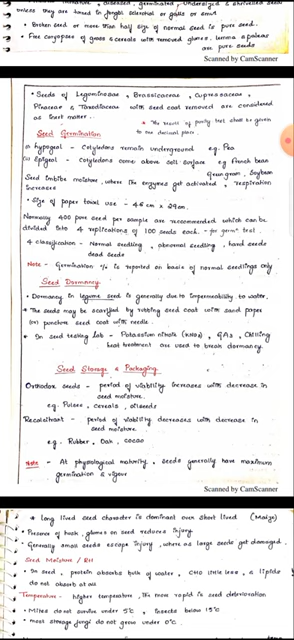 immature, diseased, germinated, undersized & shrivelled seed
unless they are turned in fungal sclerotia or galls or smut
• Broken seed or more than half size of normal seed is pure seed.
• Free caryopses of grass & cereals with removed glumes, lemma & paleas
are pure seeds
Scanned by CamScanner
• Seeds of Leguminosae, Brassicaceae, Cupressaceae,
Pinaceae & Taxodiaceae with seed coat removed are considered
as inert matter.
* The result of purity test shall be given
to one decimal place.
Seed Germination
(i) hypogeal - Cotyledons remain underground eg. Pea
(ii) Epigeal - Cotyledons come above soil surface eg French bean
Green gram, Soybean
Seed imbibe moisture, where the enzymes get activated, respiration
increases
• Size of paper towel use - 46 cm x 29 cm.
Normally 400 pure seed per sample are recommended which can be
divided into 4 replications of 100 seeds each. - for germn test.
4 classification - Normal seedling, abnormal seedling, hard seeds
dead seeds
Note - Germination % is reported on basis of normal seedlings only
Seed Dormancy
• Dormancy in legume seed is generally due to impermeability to water.
* The seeds may be scarified by rubbing seed coat with sand paper
(or) puncture seed coat with needle.
* In seed testing lab - Potassium nitrate (KNO3), GA3, Chilling
heat treatment are used to break dormancy.
Seed Storage & Packaging
Orthodox seeds - period of viability increases with decrease in
seed moisture.
e.g. Pulses, cereals, oilseeds
Recalcitrant - period of viability decreases with decrease in
seed moisture
e.g. Rubber, Oak, cocoa
Note - At physiological maturity, seeds generally have maximum
germination & vigour
Scanned by CamScanner
* long lived seed character is dominant over short lived (Maize)
• Presence of husk, glumes on seed reduces injury.
• Generally small seeds escape injury, where as large seeds get damaged.
Seed Moisture / RH
• In seed, protein absorbs bulk of water, CHO little less, & lipids
do not absorb at all
Temperature - higher temperature, the more rapid is seed deterioration
• Mites do not survive under 5°C, insects below 15°C
• most storage fungi do not grow under 0°C.